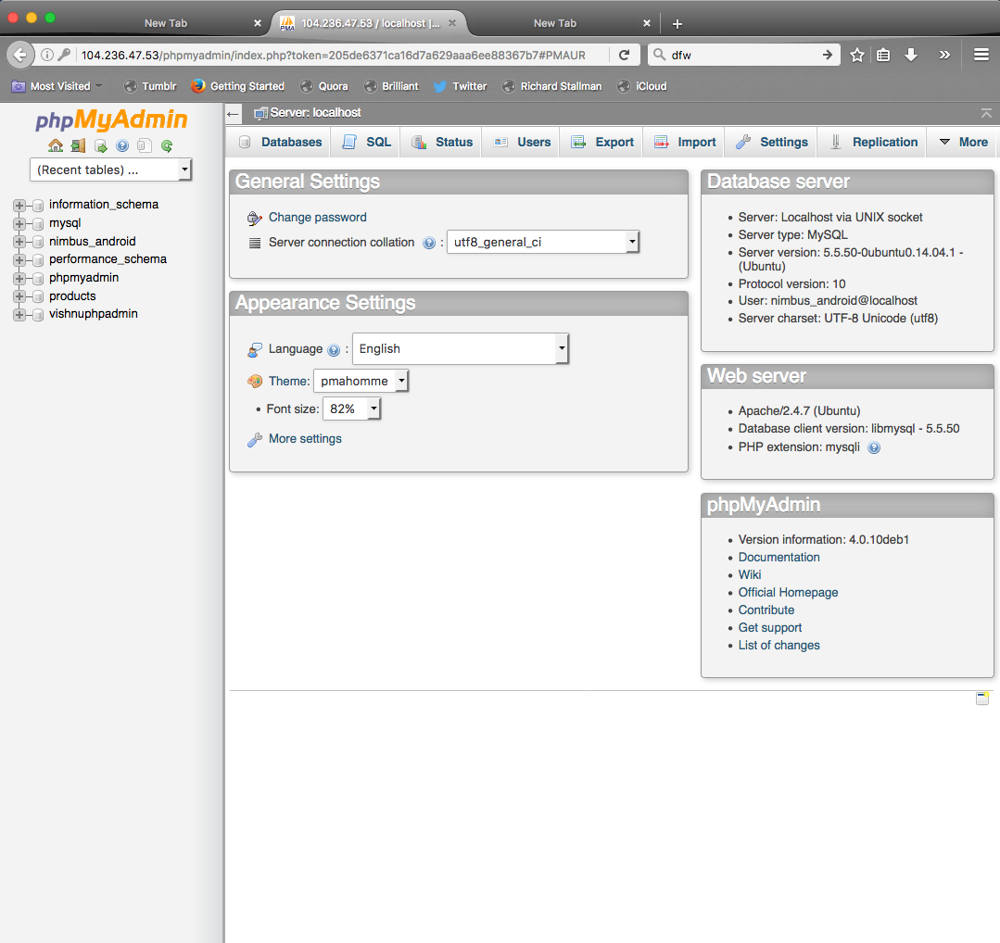 New Tab
104.236.47.53 / localhost |...
New Tab
104.236.47.53/phpmyadmin/index.php?token=205de6371ca16d7a629aaa6ee88367b7#PMAUR
dfw
Most Visited
Tumblr
Getting Started
Quora
Brilliant
Twitter
Richard Stallman
iCloud
phpMyAdmin
(Recent tables) ...
information_schema
mysql
nimbus_android
performance_schema
phpmyadmin
products
vishnuphpadmin
Server: localhost
Databases
SQL
Status
Users
Export
Import
Settings
Replication
More
General Settings
Change password
Server connection collation : utf8_general_ci
Appearance Settings
Language : English
Theme: pmahomme
• Font size: 82%
More settings
Database server
• Server: Localhost via UNIX socket
• Server type: MySQL
• Server version: 5.5.50-0ubuntu0.14.04.1 -
(Ubuntu)
• Protocol version: 10
• User: nimbus_android@localhost
• Server charset: UTF-8 Unicode (utf8)
Web server
• Apache/2.4.7 (Ubuntu)
• Database client version: libmysql - 5.5.50
• PHP extension: mysqli
phpMyAdmin
• Version information: 4.0.10deb1
• Documentation
• Wiki
• Official Homepage
• Contribute
• Get support
• List of changes